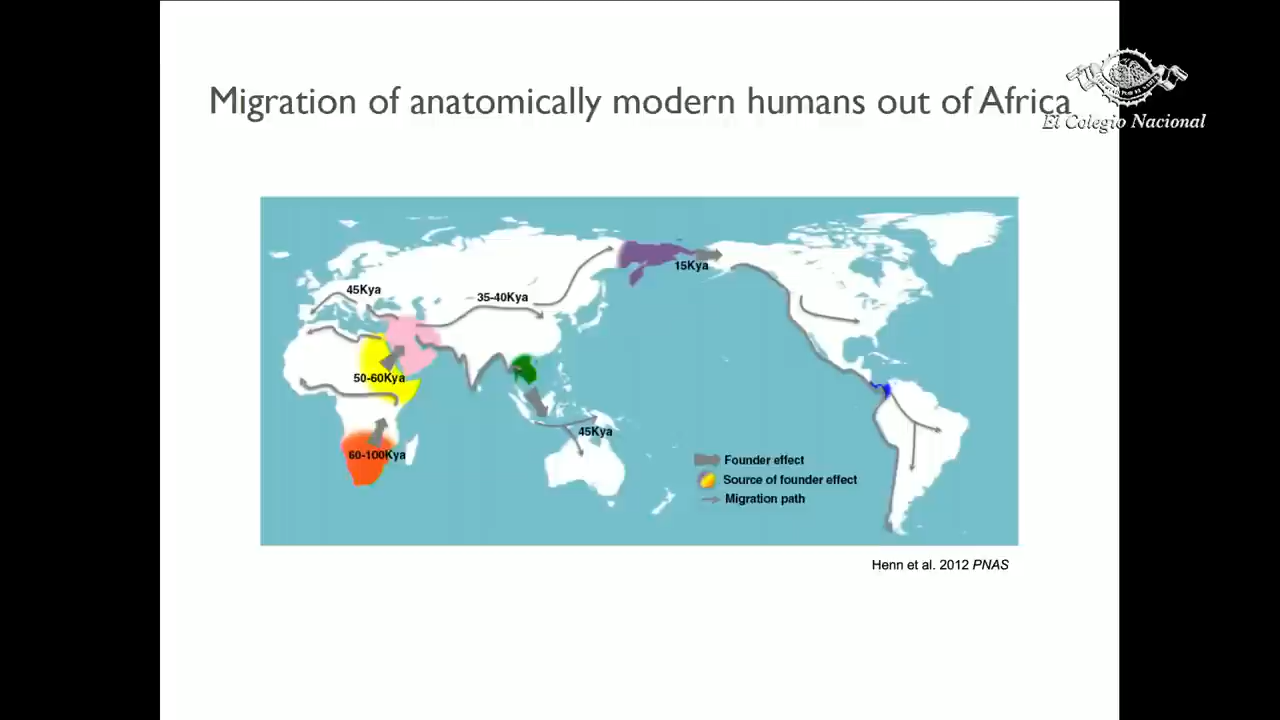 Migration of anatomically modern humans out of Africa
El Colegio Nacional
15Kya
45Kya
35-40Kya
50-60Kya
45Kya
60-100Kya
Founder effect
Source of founder effect
Migration path
Henn et al. 2012 PNAS